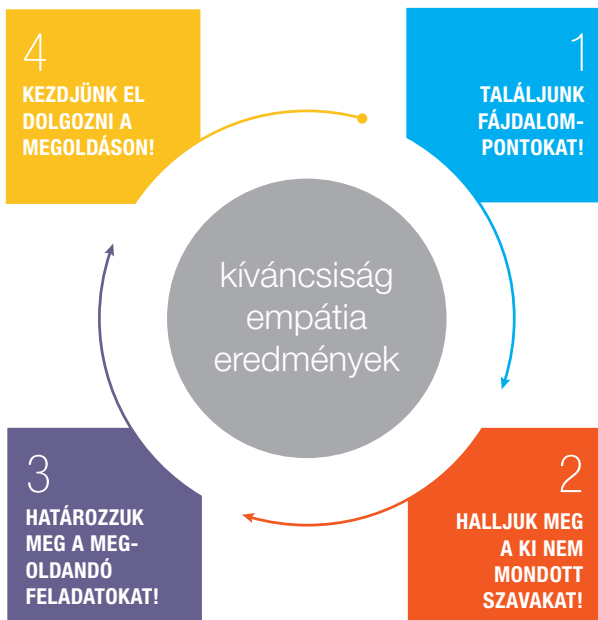 4
KEZDJÜNK EL
DOLGOZNI A
MEGOLDÁSON!
1
TALÁLJUNK
FÁJDALOM-
PONTOKAT!
kíváncsiság
empátia
eredmények
3
HATÁROZZUK
MEG A MEG-
OLDANDÓ
FELADATOKAT!
2
HALLJUK MEG
A KI NEM
MONDOTT
SZAVAKAT!